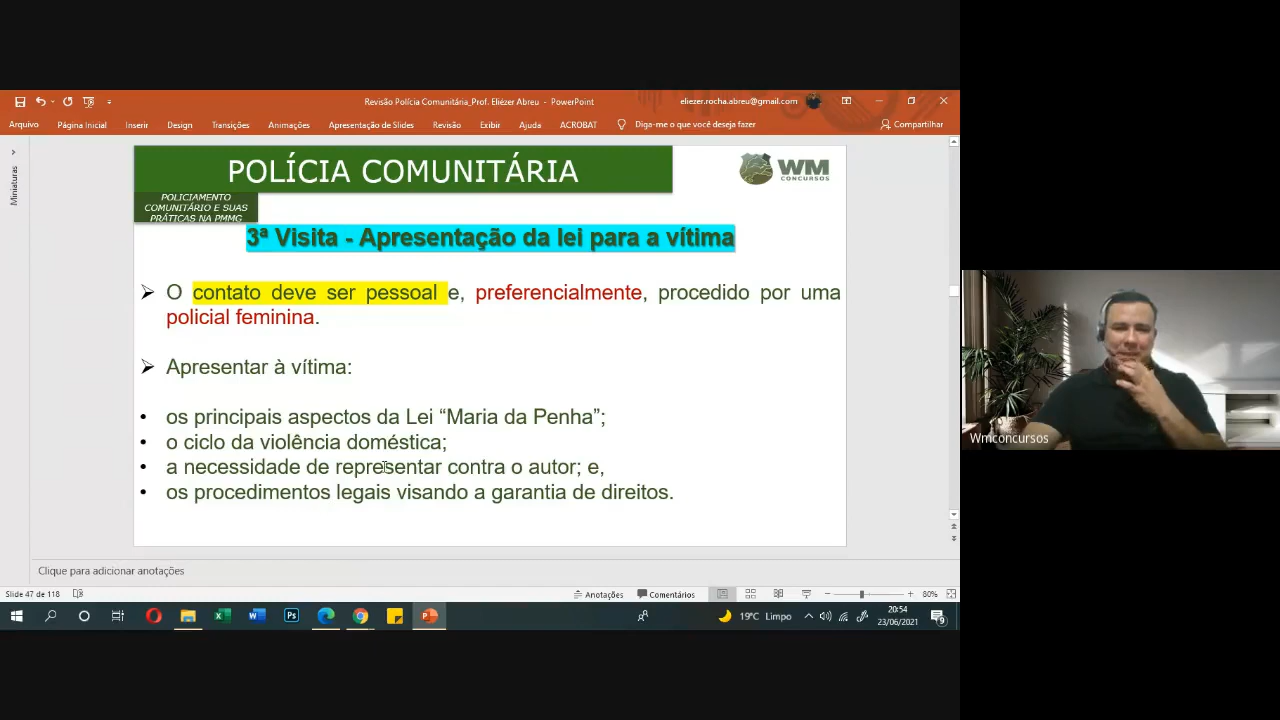 Revisão Polícia Comunitária_Prof. Eliézer Abreu - PowerPoint
eliezer.rocha.abreu@gmail.com
Arquivo Página Inicial Inserir Design Transições Animações Apresentação de Slides Revisão Exibir Ajuda ACROBAT Diga-me o que você deseja fazer Compartilhar
Miniaturas
POLÍCIA COMUNITÁRIA
WM
CONCURSOS
POLICIAMENTO
COMUNITÁRIO E SUAS
PRÁTICAS NA PMMG
3ª Visita - Apresentação da lei para a vítima
O contato deve ser pessoal e, preferencialmente, procedido por uma
policial feminina.
Apresentar à vítima:
• os principais aspectos da Lei “Maria da Penha”;
• o ciclo da violência doméstica;
• a necessidade de representar contra o autor; e,
• os procedimentos legais visando a garantia de direitos.
Wmconcursos
Clique para adicionar anotações
Slide 47 de 118 Anotações Comentários 80%
19°C Limpo
20:54
23/06/2021
9